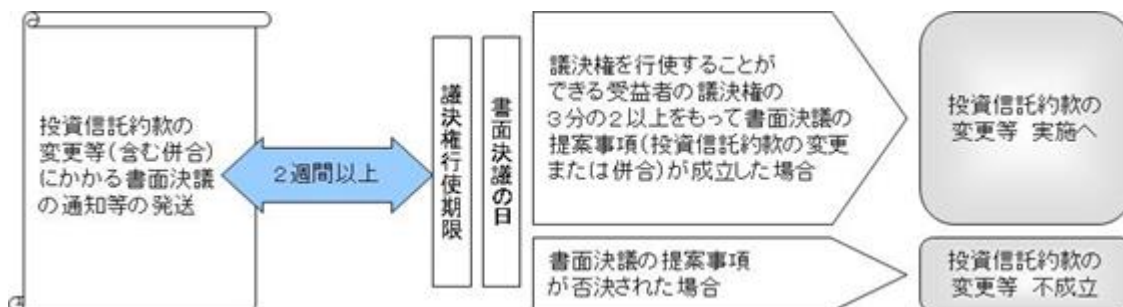 投資信託約款の
変更等(含む併合)
にかかる書面決議
の通知等の発送
2週間以上
議決権行使期限
書面決議の日
議決権を行使することが
できる受益者の議決権の
3分の2以上をもって書面決議の
提案事項(投資信託約款の変更
または併合)が成立した場合
投資信託約款の
変更等 実施へ
書面決議の提案事項
が否決された場合
投資信託約款の
変更等 不成立